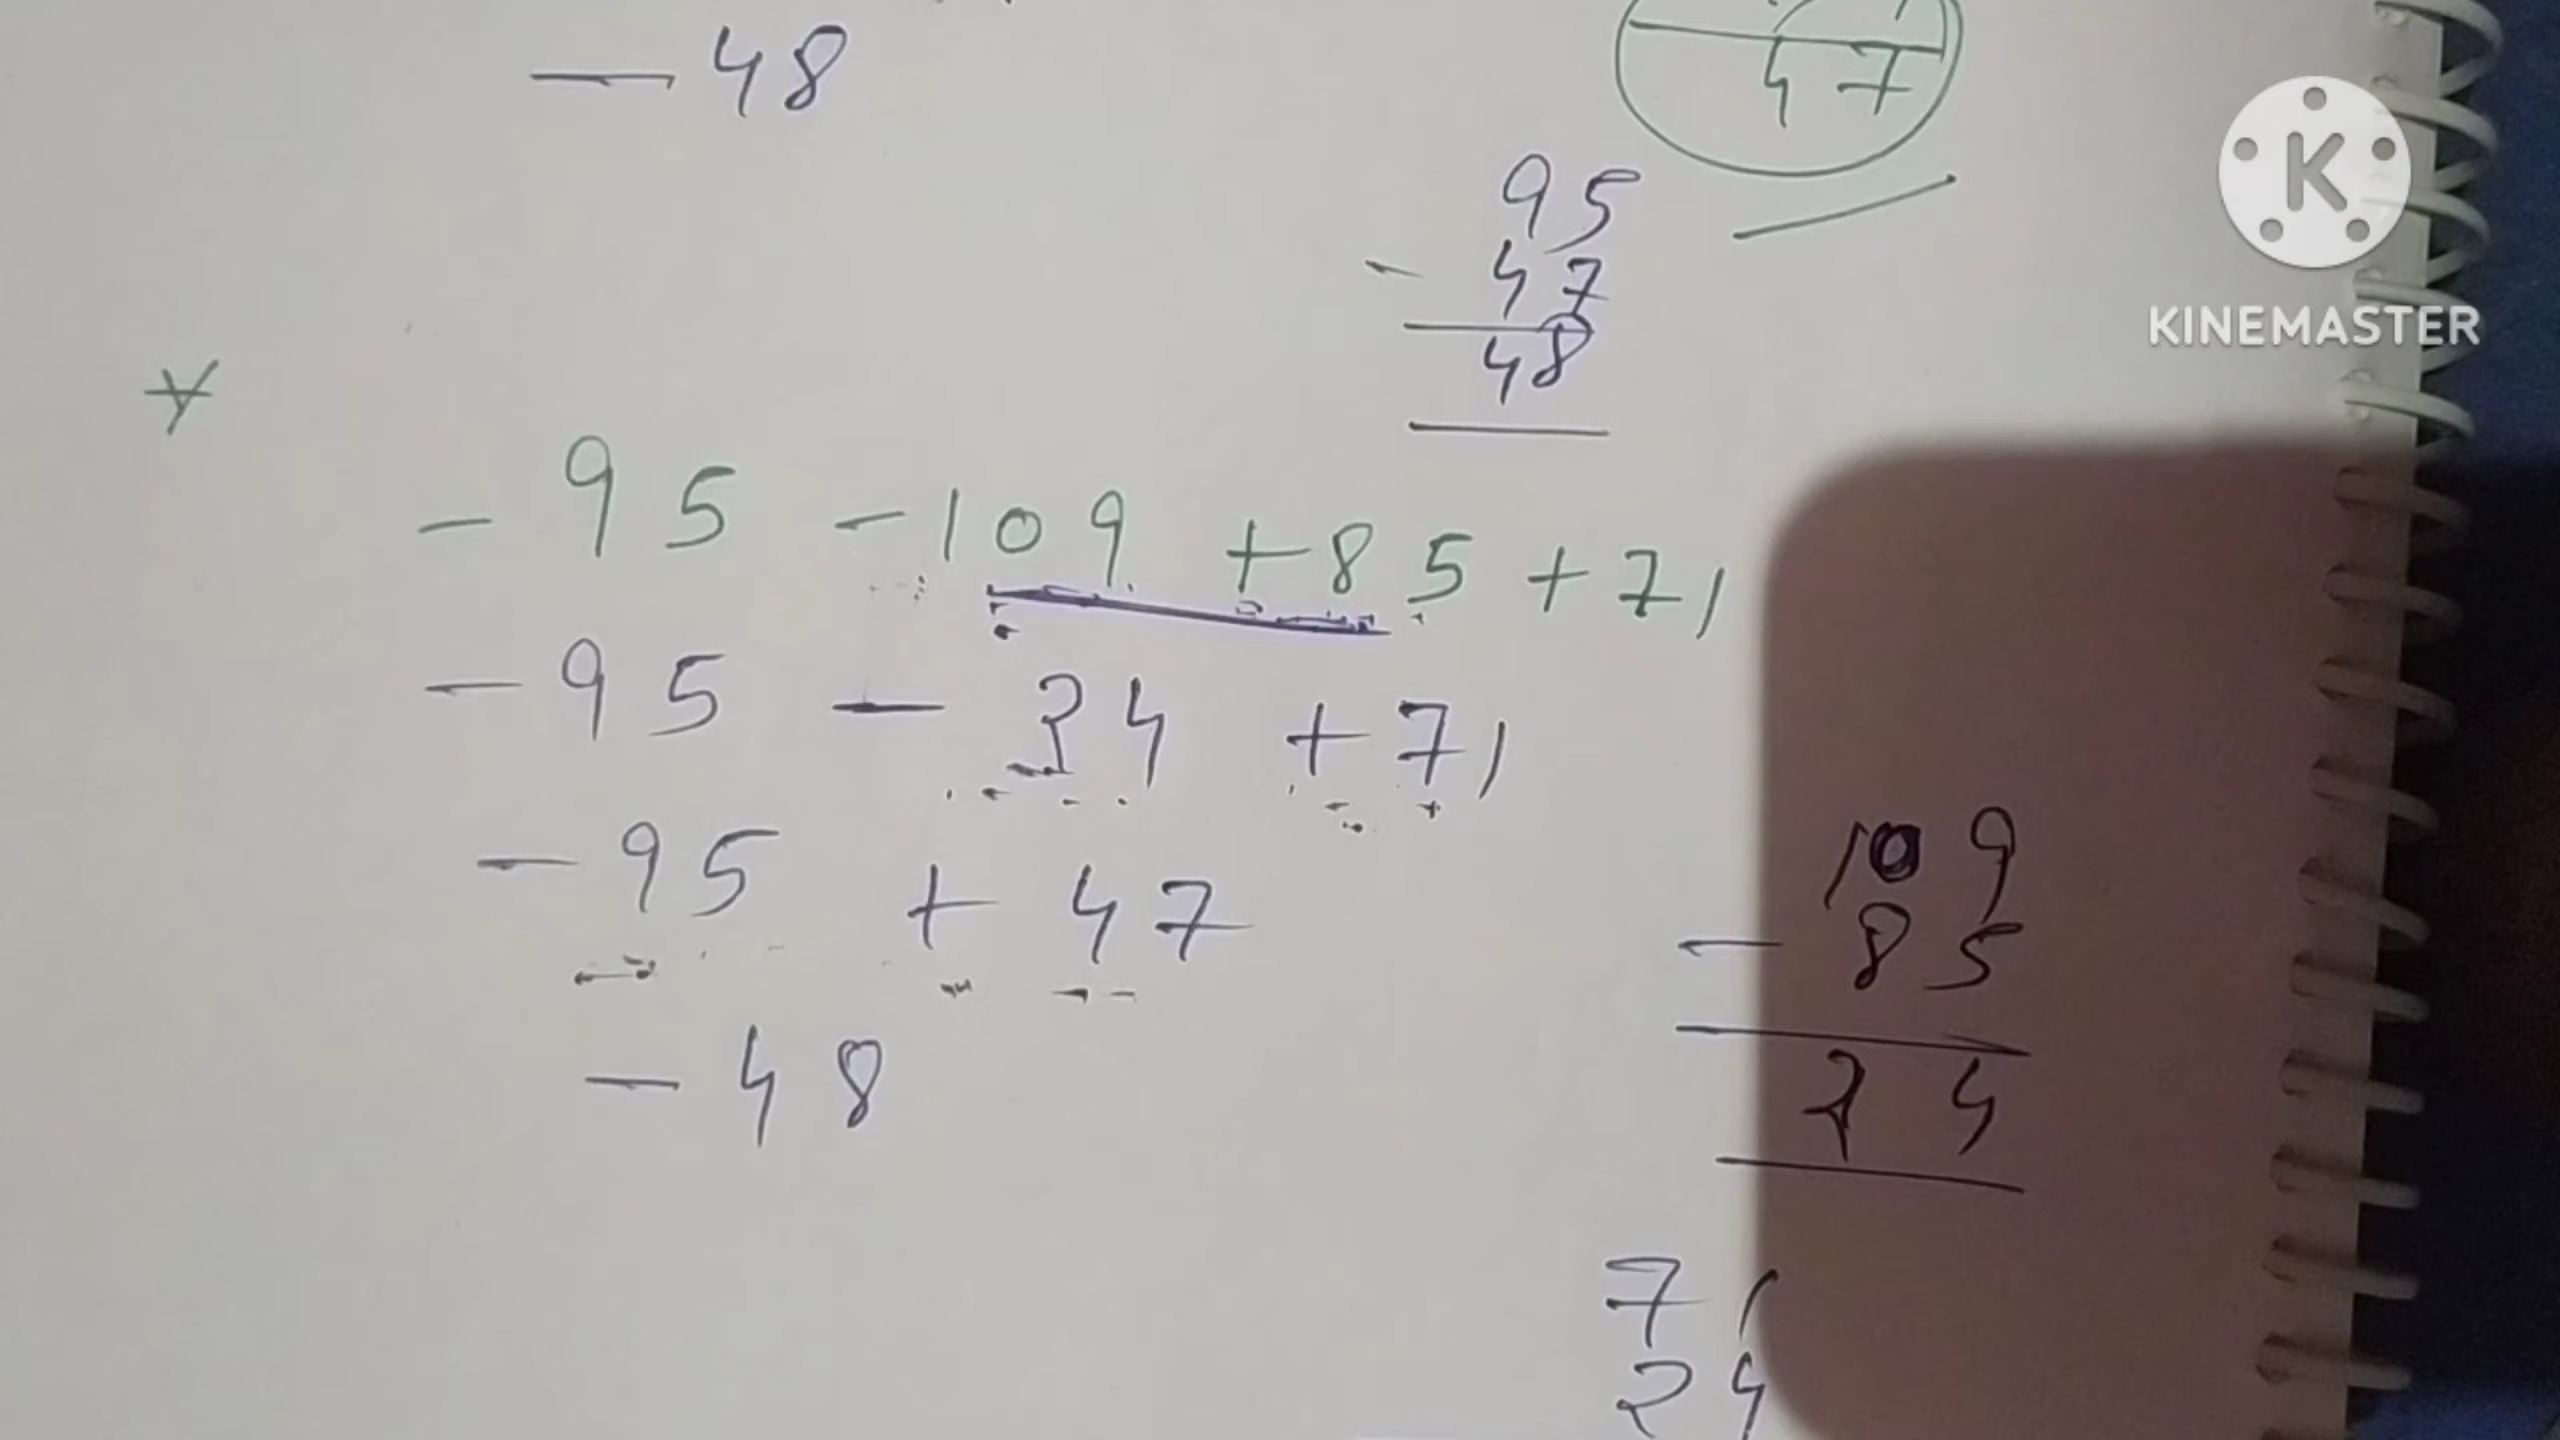 - 48
47
95
- 47
48
- 95 - 109 + 85 + 71
- 95 - 24 + 71
- 95 + 47
- 48
109
- 85
24
71
24
KINEMASTER